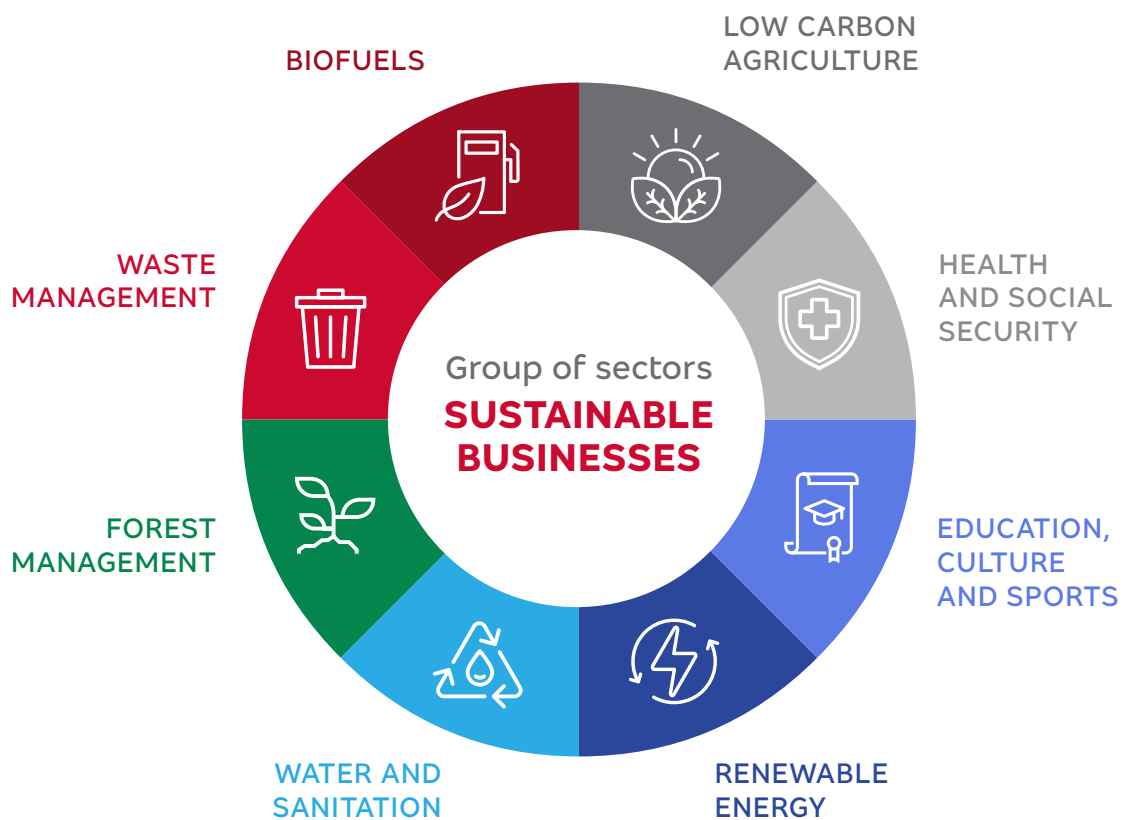 LOW CARBON
AGRICULTURE
BIOFUELS
WASTE
MANAGEMENT
HEALTH
AND SOCIAL
SECURITY
Group of sectors
SUSTAINABLE
BUSINESSES
FOREST
MANAGEMENT
EDUCATION,
CULTURE
AND SPORTS
WATER AND
SANITATION
RENEWABLE
ENERGY